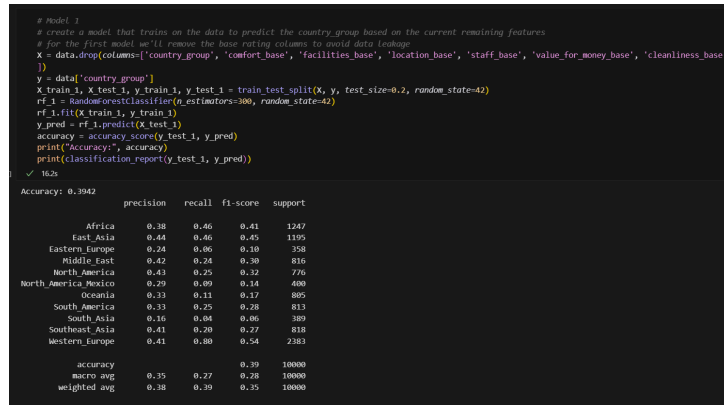 # Model 1
# create a model that trains on the data to predict the country_group based on the current remaining features
# for the first model we'll remove the base rating columns to avoid data leakage
X = data.drop(columns=['country_group', 'comfort_base', 'facilities_base', 'location_base', 'staff_base', 'value_for_money_base', 'cleanliness_base
])
y = data['country_group']
X_train_1, X_test_1, y_train_1, y_test_1 = train_test_split(X, y, test_size=0.2, random_state=42)
rf_1 = RandomForestClassifier(n_estimators=300, random_state=42)
rf_1.fit(X_train_1, y_train_1)
y_pred = rf_1.predict(X_test_1)
accuracy = accuracy_score(y_test_1, y_pred)
print("Accuracy:", accuracy)
print(classification_report(y_test_1, y_pred))
] ✓ 16.2s
Accuracy: 0.3942
precision recall f1-score support
Africa 0.38 0.46 0.41 1247
East_Asia 0.44 0.46 0.45 1195
Eastern_Europe 0.24 0.06 0.10 358
Middle_East 0.42 0.24 0.30 816
North_America 0.43 0.25 0.32 776
North_America_Mexico 0.29 0.09 0.14 400
Oceania 0.33 0.11 0.17 805
South_America 0.33 0.25 0.28 813
South_Asia 0.16 0.04 0.06 389
Southeast_Asia 0.41 0.20 0.27 818
Western_Europe 0.41 0.80 0.54 2383
accuracy 0.39 10000
macro avg 0.35 0.27 0.28 10000
weighted avg 0.38 0.39 0.35 10000